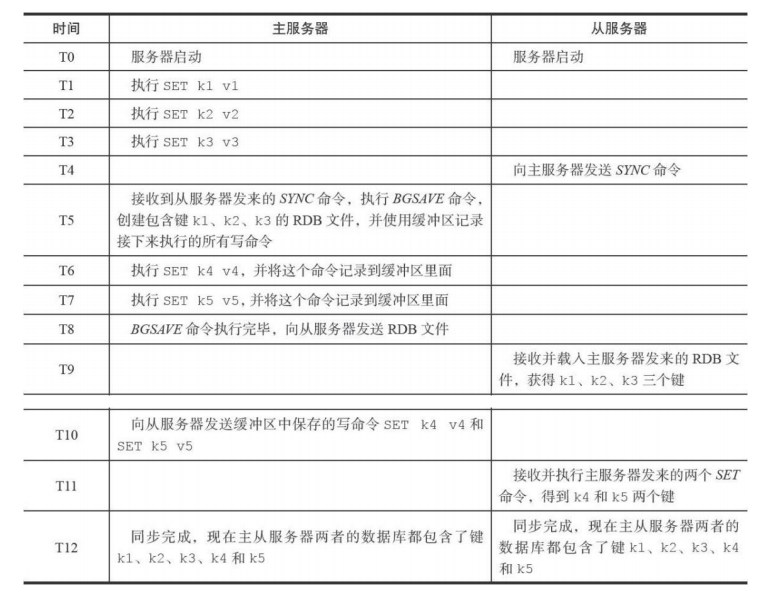 时间 主服务器 从服务器
T0 服务器启动 服务器启动
T1 执行 SET k1 v1
T2 执行 SET k2 v2
T3 执行 SET k3 v3
T4 向主服务器发送 SYNC 命令
接收到从服务器发来的 SYNC 命令，执行 BGSAVE 命令，
T5 创建包含键 k1、k2、k3 的 RDB 文件，并使用缓冲区记录
接下来执行的所有写命令
T6 执行 SET k4 v4，并将这个命令记录到缓冲区里面
T7 执行 SET k5 v5，并将这个命令记录到缓冲区里面
T8 BGSAVE 命令执行完毕，向从服务器发送 RDB 文件
T9 接收并载入主服务器发来的 RDB 文
件，获得 k1、k2、k3 三个键
T10 向从服务器发送缓冲区中保存的写命令 SET k4 v4 和
SET k5 v5
T11 接收并执行主服务器发来的两个 SET
命令，得到 k4 和 k5 两个键
T12 同步完成，现在主从服务器两者的数据库都包含了键
k1、k2、k3、k4 和 k5
同步完成，现在主从服务器两者的
数据库都包含了键 k1、k2、k3、k4
和 k5